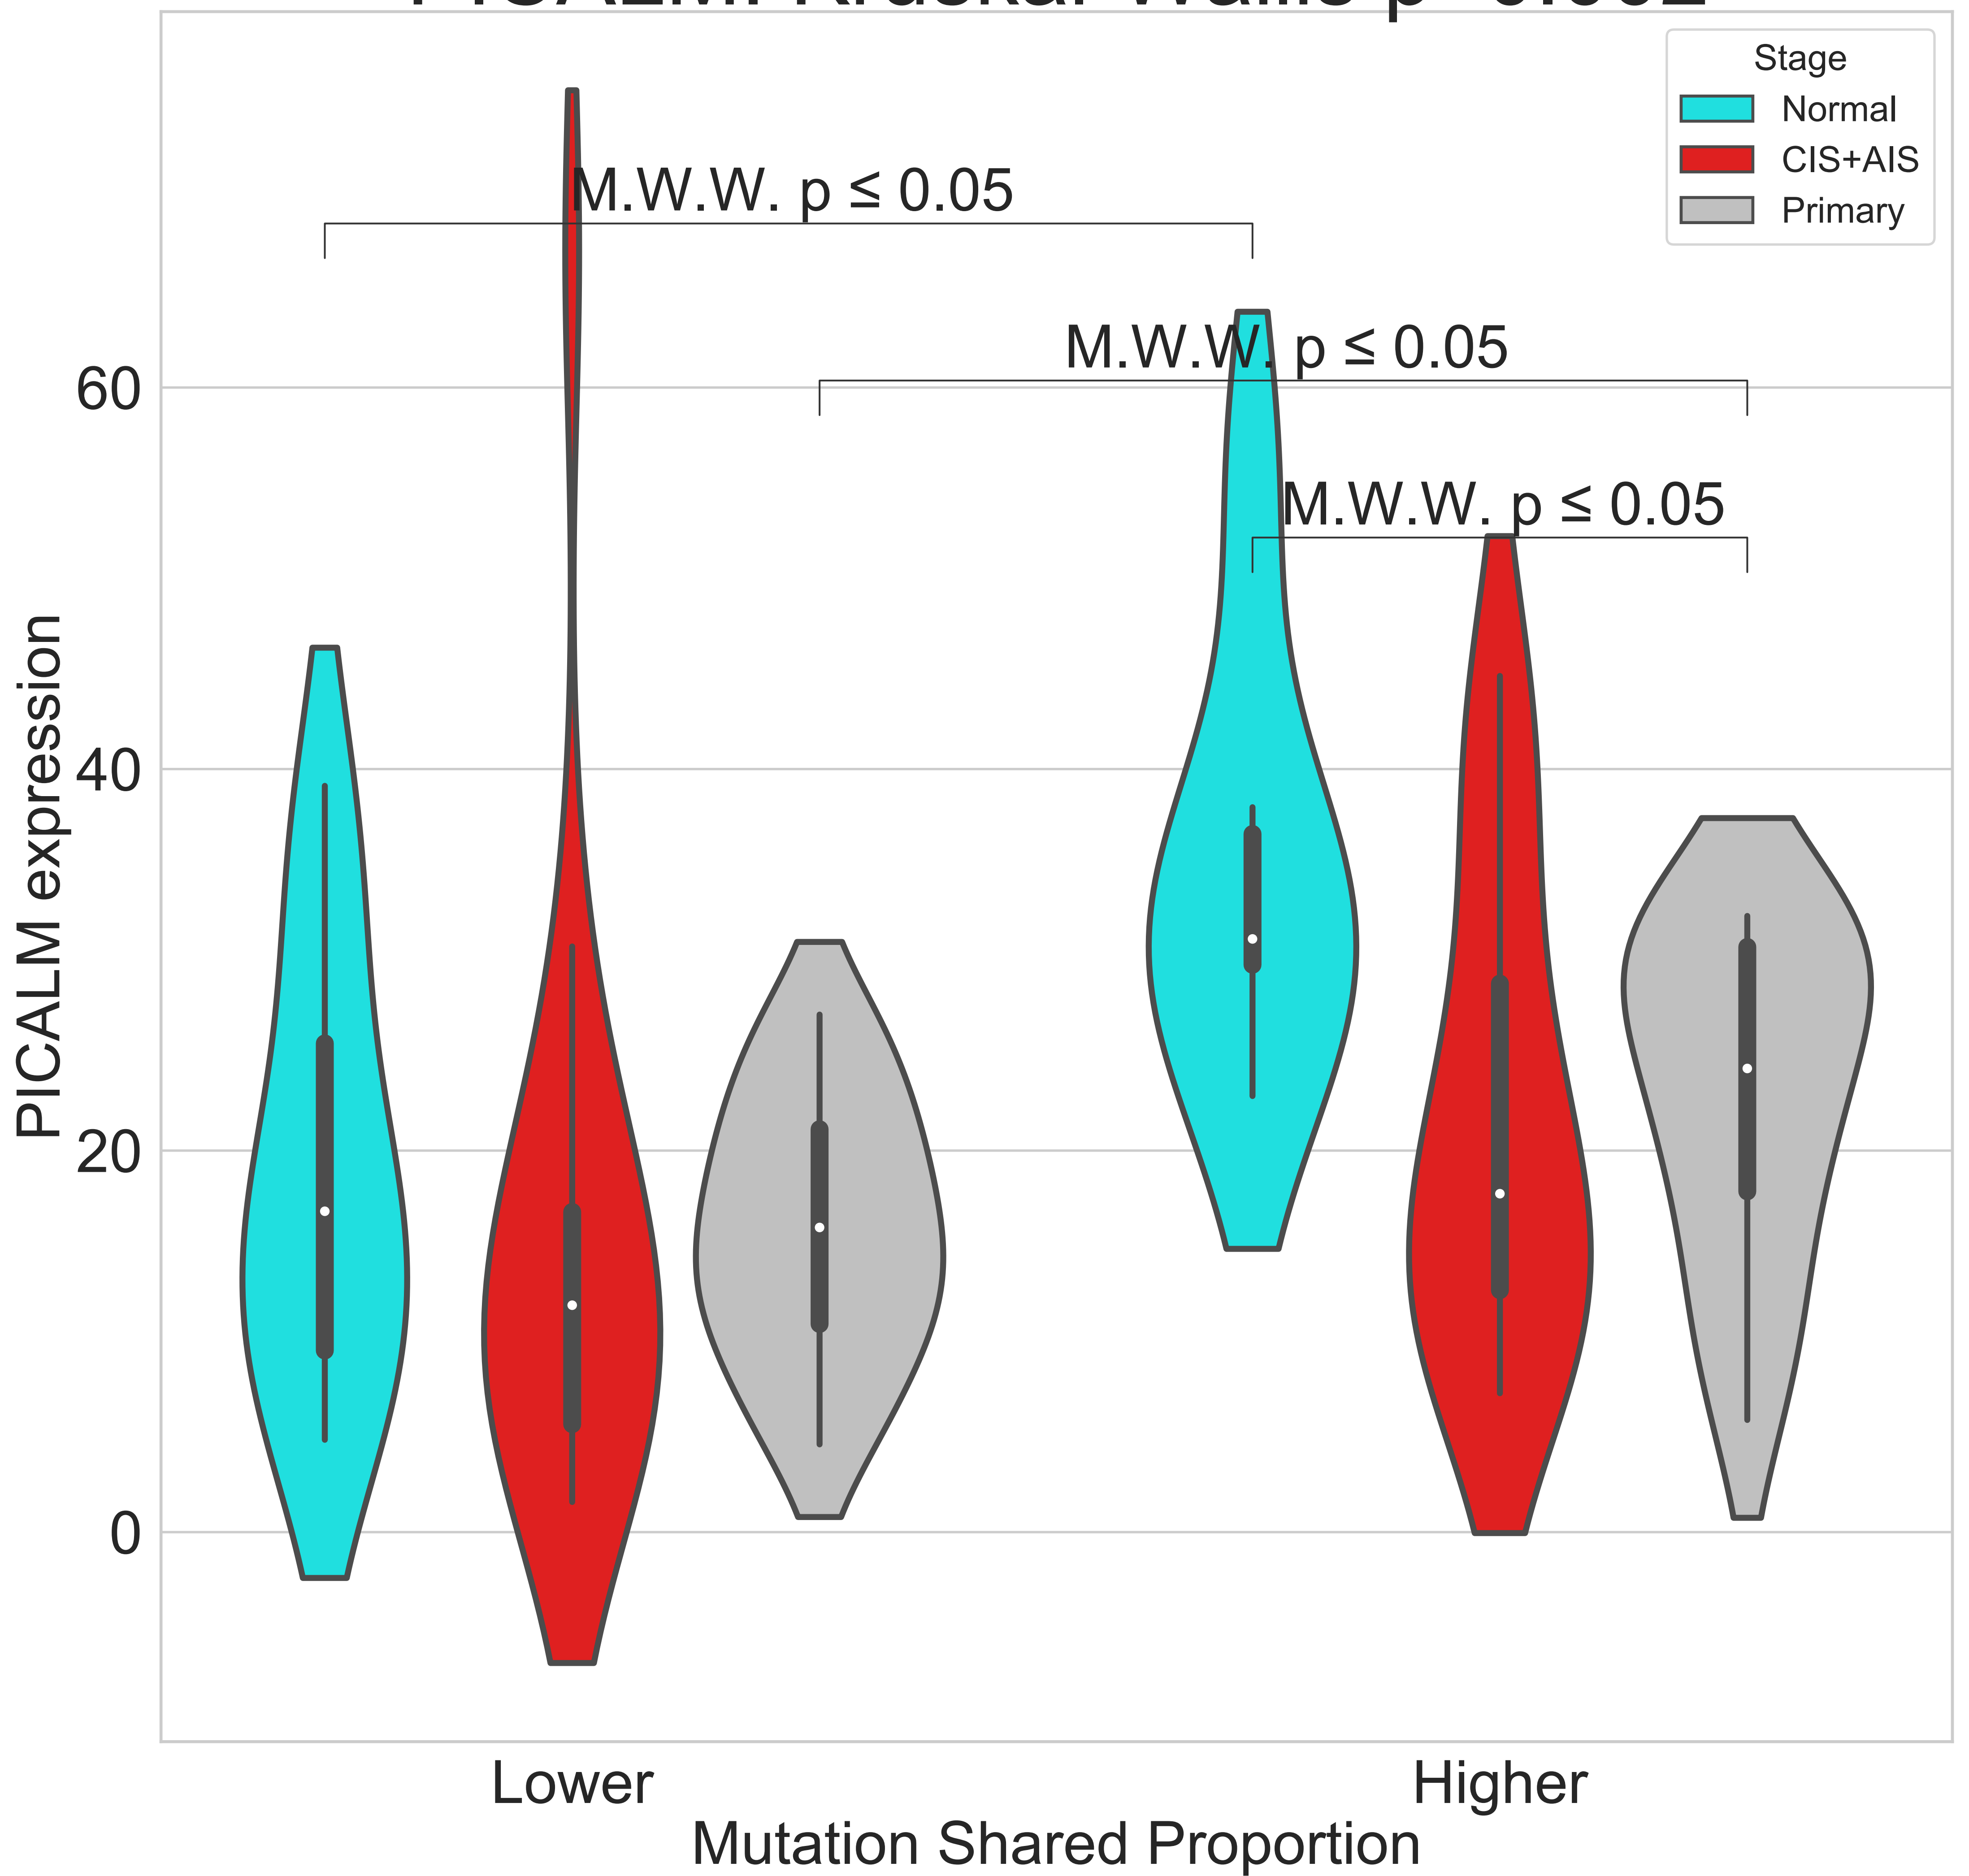 Stage
Normal
CIS+AIS
Primary
M.W.W. p ≤ 0.05
M.W.W. p ≤ 0.05
M.W.W. p ≤ 0.05
PICALM expression
60
40
20
0
Lower
Higher
Mutation Shared Proportion